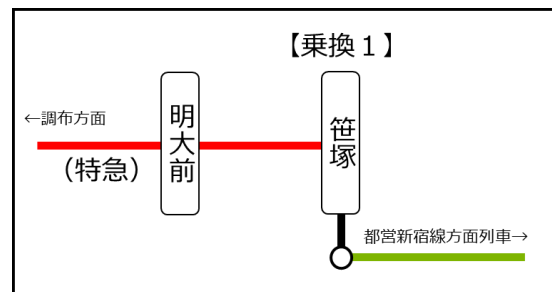 【乗換１】
←調布方面
明大前
笹塚
（特急）
都営新宿線方面列車→